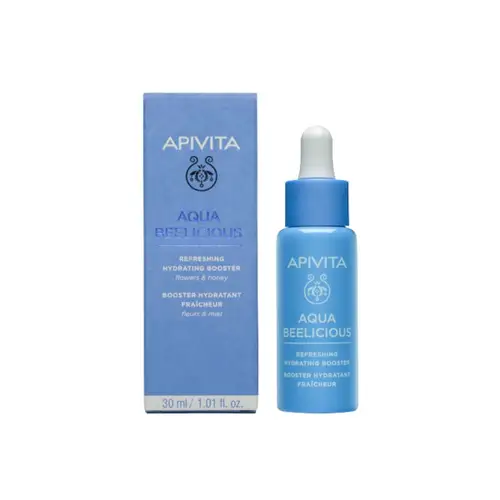 APIVITA
AQUA
BEELICIOUS
REFRESHING
HYDRATING BOOSTER
flowers & honey
BOOSTER HYDRATANT
FRAÎCHEUR
fleurs & miel
30 ml / 1.01 fl. oz.
APIVITA
AQUA
BEELICIOUS
REFRESHING
HYDRATING BOOSTER
BOOSTER HYDRATANT
FRAÎCHEUR